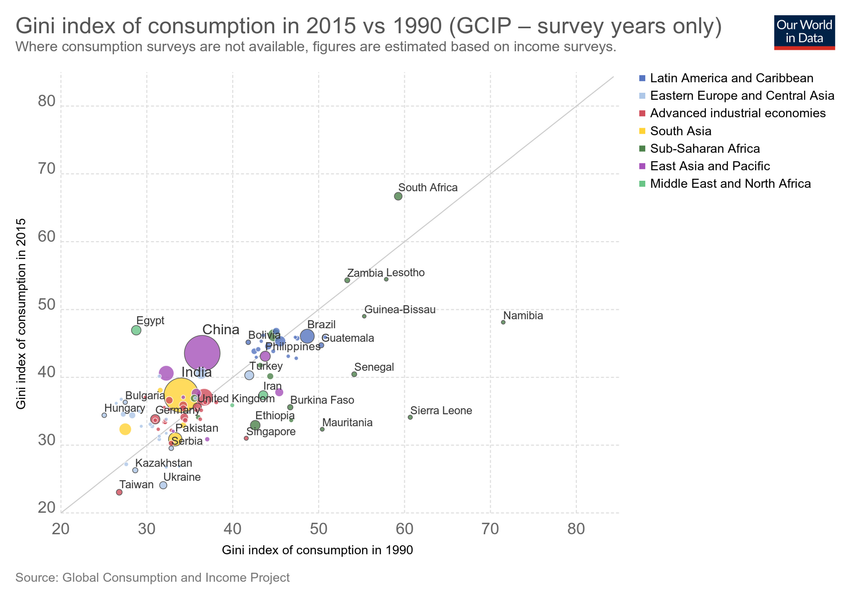 Gini index of consumption in 2015 vs 1990 (GCIP – survey years only)
Where consumption surveys are not available, figures are estimated based on income surveys.
Our World
in Data
Latin America and Caribbean
Eastern Europe and Central Asia
Advanced industrial economies
South Asia
Sub-Saharan Africa
East Asia and Pacific
Middle East and North Africa
Gini index of consumption in 2015
80
70
60
50
40
30
20
South Africa
Zambia
Lesotho
Guinea-Bissau
Namibia
Egypt
China
Bolivia
Brazil
Guatemala
Philippines
India
Turkey
Senegal
Iran
Bulgaria
United Kingdom
Burkina Faso
Hungary
Germany
Ethiopia
Sierra Leone
Pakistan
Singapore
Mauritania
Serbia
Kazakhstan
Ukraine
Taiwan
20
30
40
50
60
70
80
Gini index of consumption in 1990
Source: Global Consumption and Income Project